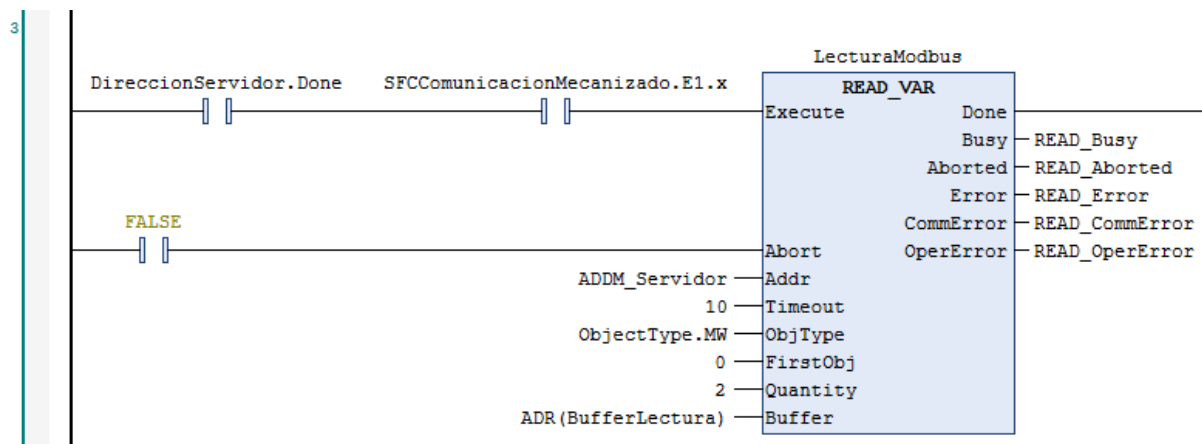 3
LecturaModbus
DireccionServidor.Done SFCComunicacionMecanizado.E1.x READ_VAR
Execute Done
Busy READ_Busy
Aborted READ_Aborted
FALSE Error READ_Error
CommError READ_CommError
Abort OperError READ_OperError
ADDM_Servidor Addr
10 Timeout
ObjectType.MW ObjType
0 FirstObj
2 Quantity
ADR(BufferLectura) Buffer